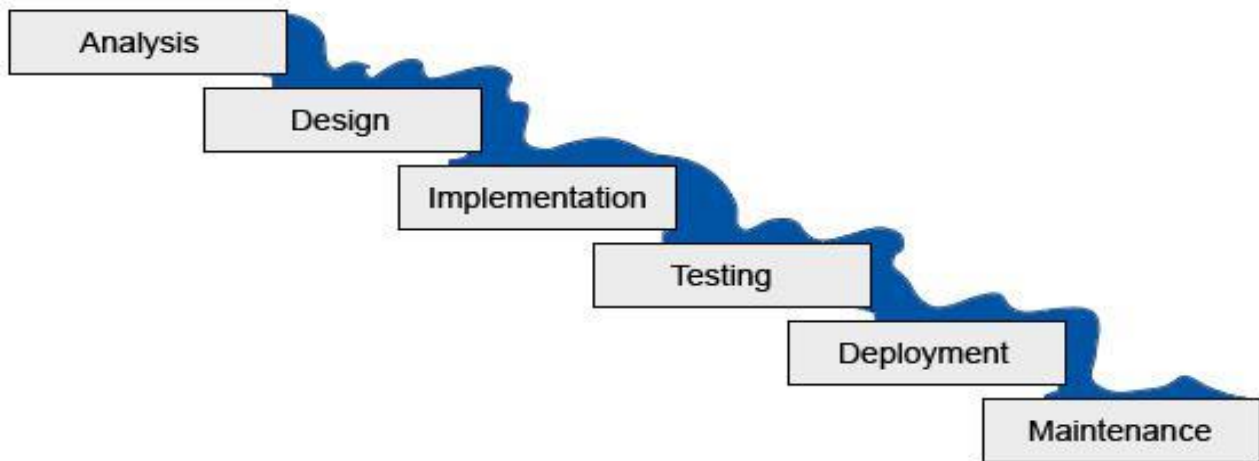 Analysis
Design
Implementation
Testing
Deployment
Maintenance